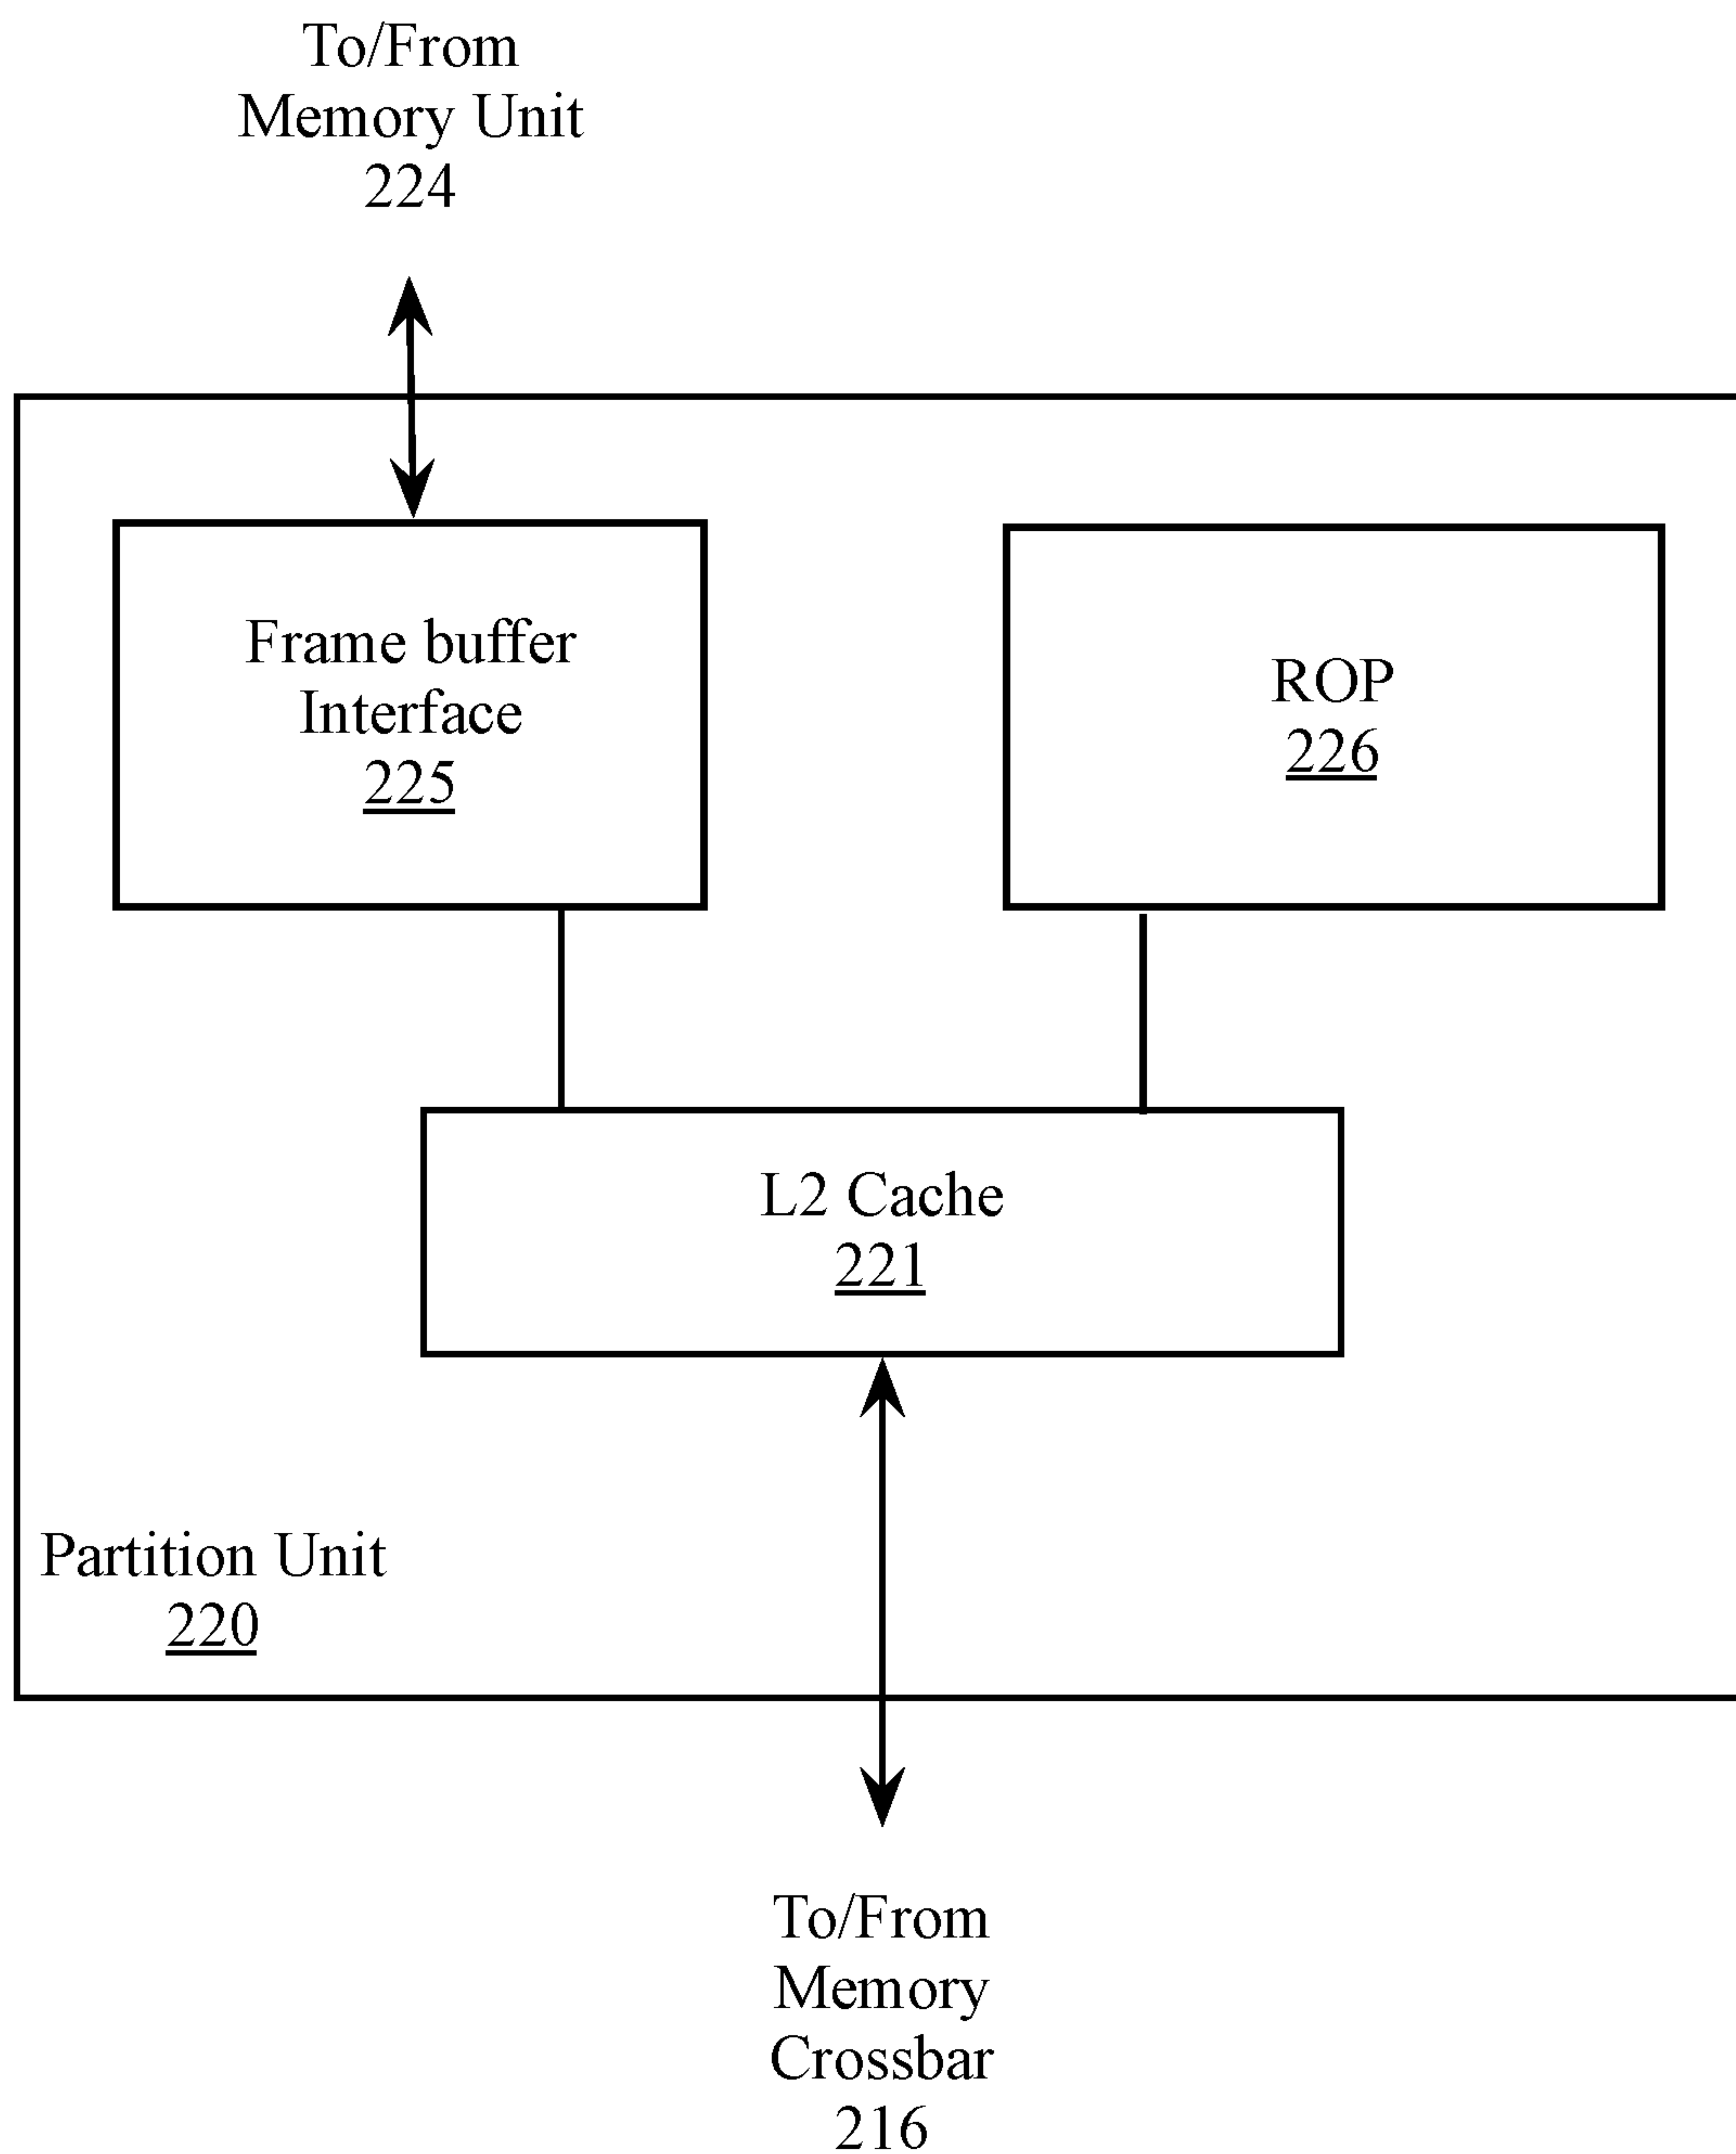 To/From
Memory Unit
224
Frame buffer
Interface
225
ROP
226
L2 Cache
221
Partition Unit
220
To/From
Memory
Crossbar
216